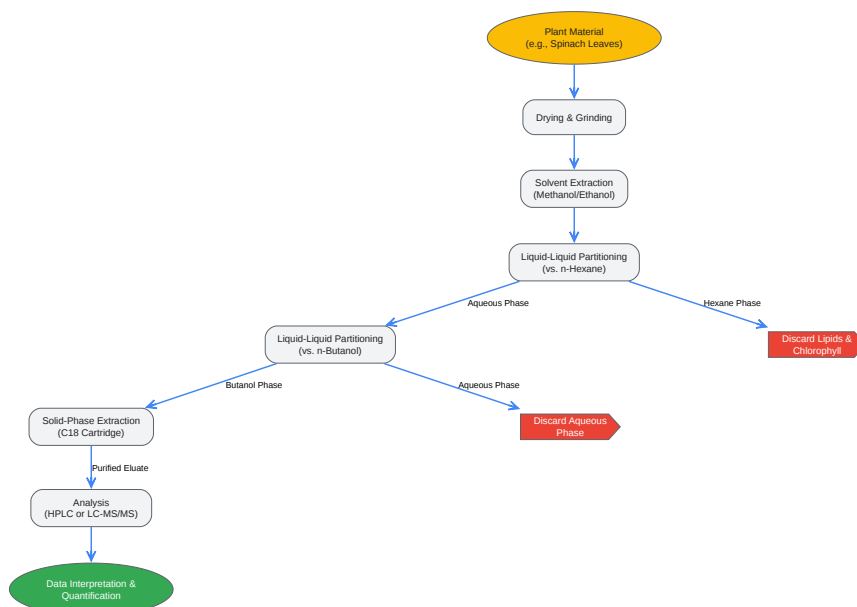 Plant Material
(e.g., Spinach Leaves)
Drying & Grinding
Solvent Extraction
(Methanol/Ethanol)
Liquid-Liquid Partitioning
(vs. n-Hexane)
Aqueous Phase
Hexane Phase
Liquid-Liquid Partitioning
(vs. n-Butanol)
Discard Lipids &
Chlorophyll
Butanol Phase
Aqueous Phase
Solid-Phase Extraction
(C18 Cartridge)
Discard Aqueous
Phase
Purified Eluate
Analysis
(HPLC or LC-MS/MS)
Data Interpretation &
Quantification